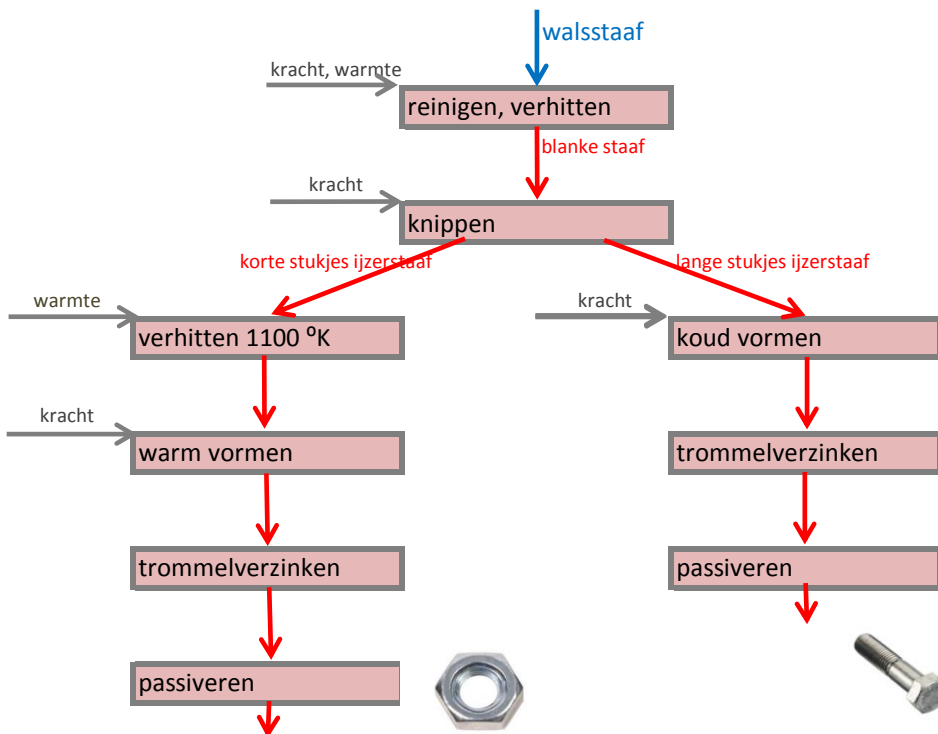 walsstaaf
kracht, warmte
reinigen, verhitten
blanke staaf
kracht
knippen
korte stukjes ijzerstaaf
lange stukjes ijzerstaaf
warmte
kracht
verhitten 1100 ⁰K
koud vormen
kracht
warm vormen
trommelverzinken
trommelverzinken
passiveren
passiveren